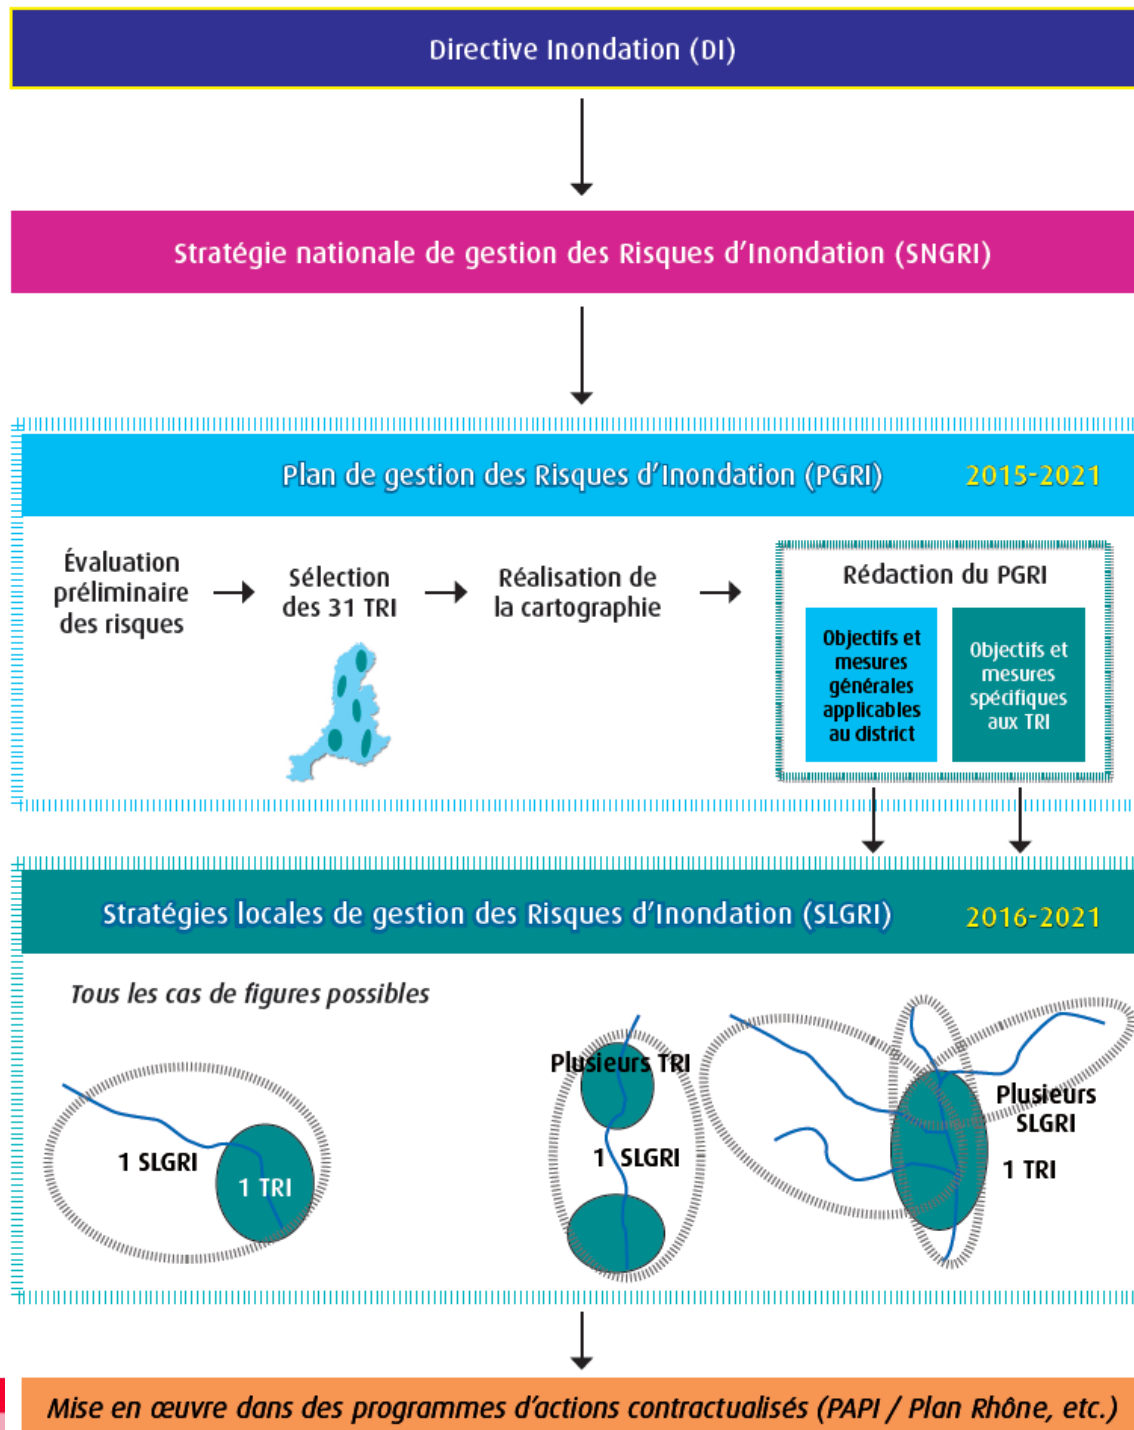 Directive Inondation (DI)
Stratégie nationale de gestion des Risques d'Inondation (SNGRI)
Plan de gestion des Risques d'Inondation (PGRI) 2015-2021
Évaluation
préliminaire
des risques
Sélection
des 31 TRI
Réalisation de
la cartographie
Rédaction du PGRI
Objectifs et
mesures
générales
applicables
au district
Objectifs et
mesures
spécifiques
aux TRI
Stratégies locales de gestion des Risques d'Inondation (SLGRI) 2016-2021
Tous les cas de figures possibles
1 SLGRI
1 TRI
Plusieurs TRI
1 SLGRI
Plusieurs
SLGRI
1 TRI
Mise en œuvre dans des programmes d'actions contractualisés (PAPI / Plan Rhône, etc.)